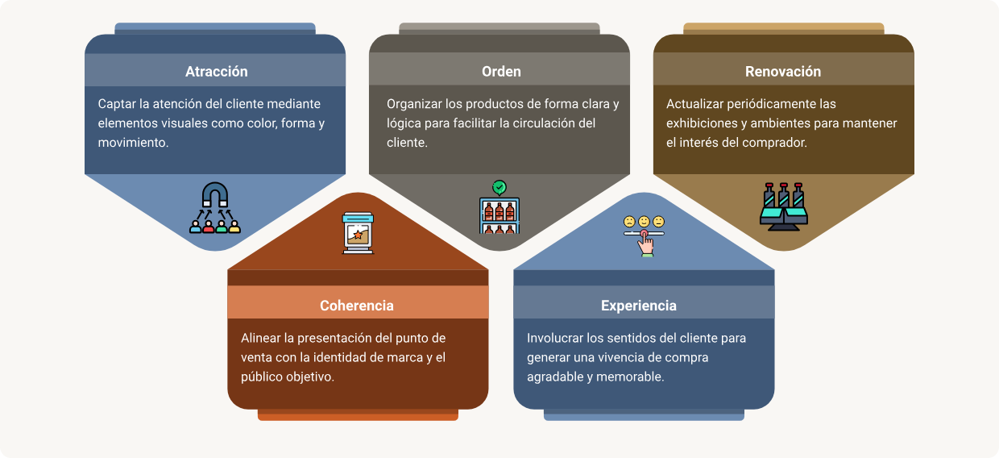 Atracción
Captar la atención del cliente mediante
elementos visuales como color, forma y
movimiento.
Orden
Organizar los productos de forma clara y
lógica para facilitar la circulación del
cliente.
Renovación
Actualizar periódicamente las
exhibiciones y ambientes para mantener
el interés del comprador.
Coherencia
Alinear la presentación del punto de
venta con la identidad de marca y el
público objetivo.
Experiencia
Involucrar los sentidos del cliente para
generar una vivencia de compra
agradable y memorable.